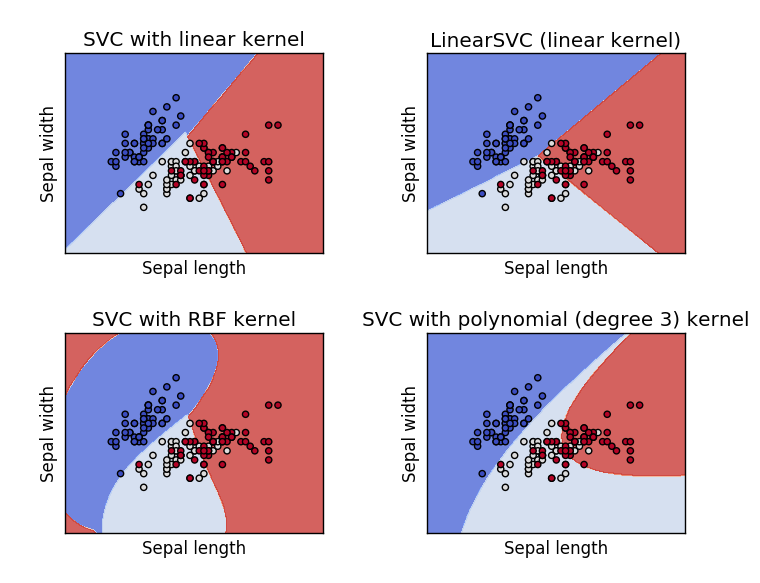 SVC with linear kernel
Sepal width
Sepal length
LinearSVC (linear kernel)
Sepal width
Sepal length
SVC with RBF kernel
Sepal width
Sepal length
SVC with polynomial (degree 3) kernel
Sepal width
Sepal length